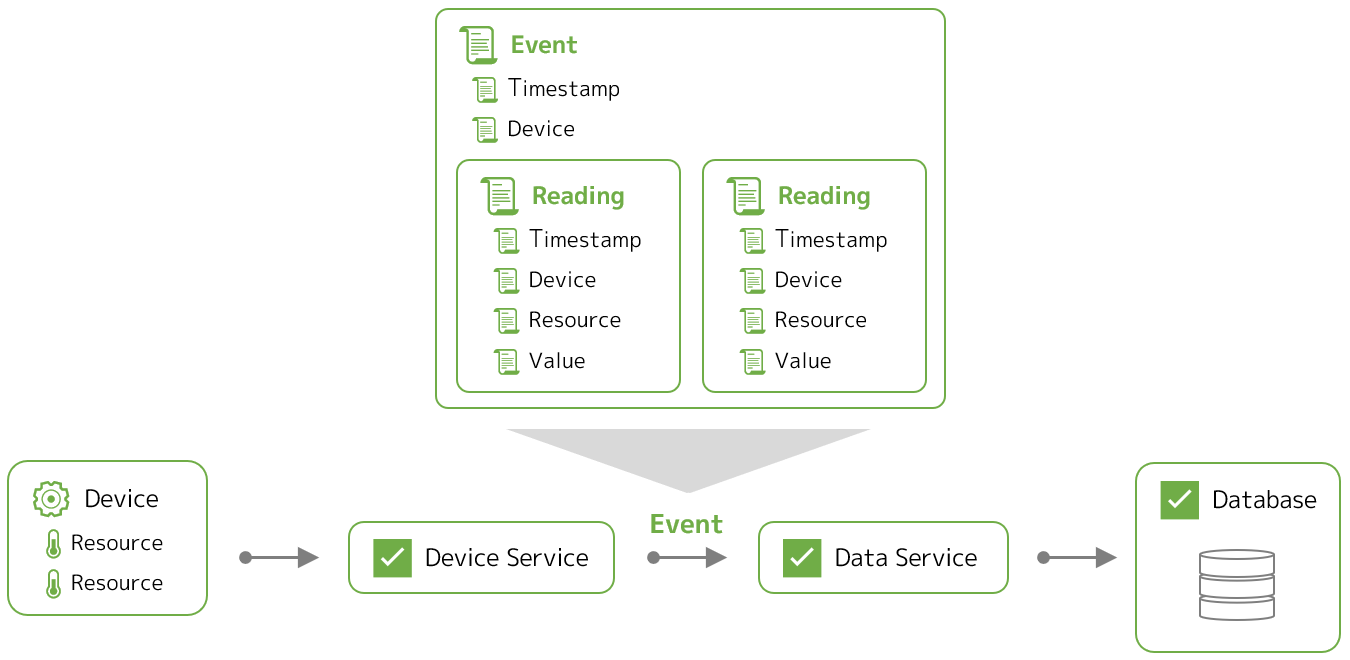 Event
Timestamp
Device
Reading
Timestamp
Device
Resource
Value
Reading
Timestamp
Device
Resource
Value
Device
Resource
Resource
Device Service
Event
Data Service
Database